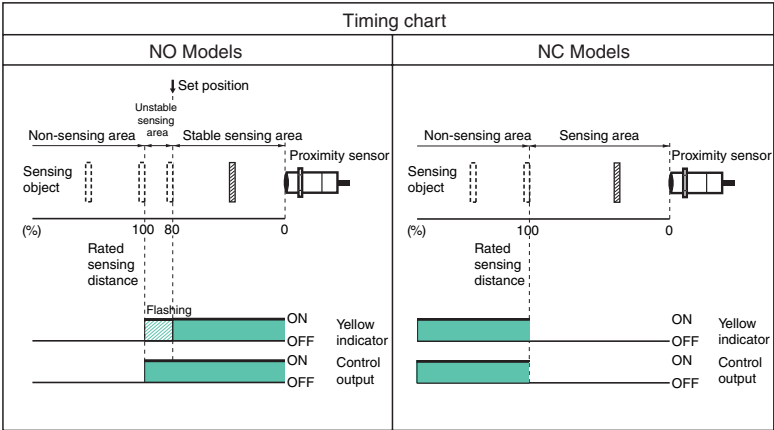 Timing chart
NO Models
Set position
Unstable
sensing
area
Non-sensing area
Stable sensing area
Proximity sensor
Sensing
object
(%)
100
80
0
Rated
sensing
distance
Flashing
ON
OFF
Yellow
indicator
ON
OFF
Control
output
NC Models
Non-sensing area
Sensing area
Proximity sensor
Sensing
object
(%)
100
0
Rated
sensing
distance
ON
OFF
Yellow
indicator
ON
OFF
Control
output